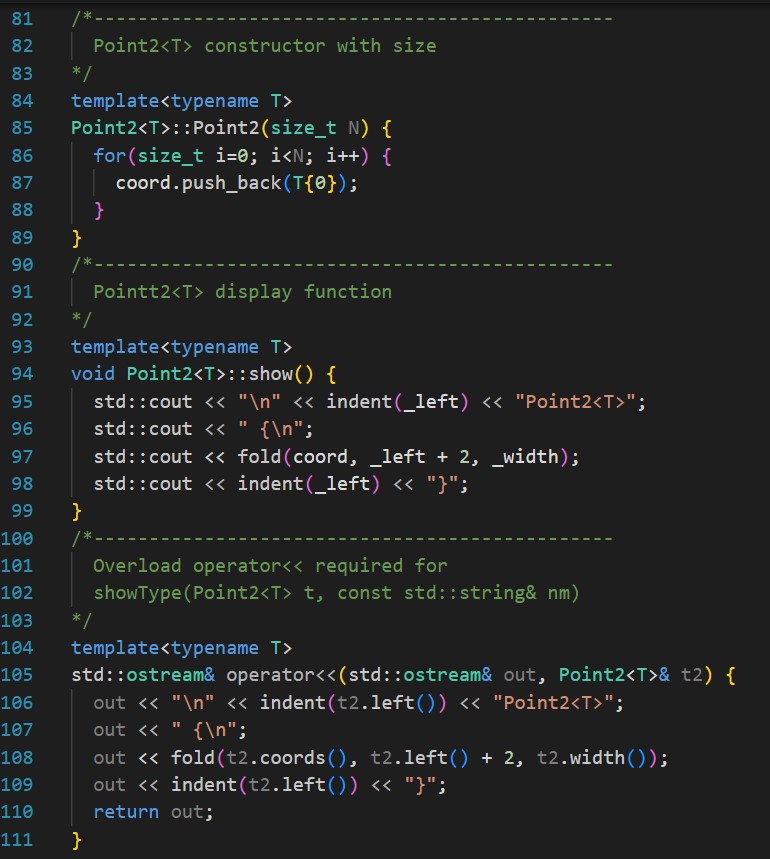 81 /*-----------------------------------------------
82 Point2<T> constructor with size
83 */
84 template<typename T>
85 Point2<T>::Point2(size_t N) {
86 for(size_t i=0; i<N; i++) {
87 coord.push_back(T{0});
88 }
89 }
90 /*-----------------------------------------------
91 Pointt2<T> display function
92 */
93 template<typename T>
94 void Point2<T>::show() {
95 std::cout << "\n" << indent(_left) << "Point2<T>";
96 std::cout << " {\n";
97 std::cout << fold(coord, _left + 2, _width);
98 std::cout << indent(_left) << "}";
99 }
100 /*-----------------------------------------------
101 Overload operator<< required for
102 showType(Point2<T> t, const std::string& nm)
103 */
104 template<typename T>
105 std::ostream& operator<<(std::ostream& out, Point2<T>& t2) {
106 out << "\n" << indent(t2.left()) << "Point2<T>";
107 out << " {\n";
108 out << fold(t2.coords(), t2.left() + 2, t2.width());
109 out << indent(t2.left()) << "}";
110 return out;
111 }